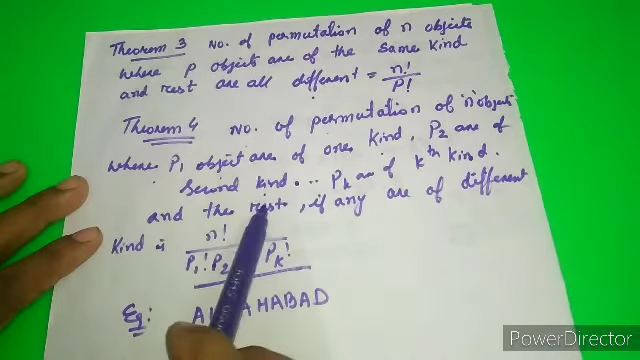 Theorem 3 No. of permutation of n objects
where P objects are of the same kind
and rest are all different = n!/P!
Theorem 4 No. of permutation of 'n' objects
where P₁ object are of one kind, P₂ are of
second kind ... Pₖ are of kth kind.
and the rest, if any are of different
kind is n!/P₁! P₂ Pₖ!
Eg: A AHABAD
PowerDirector